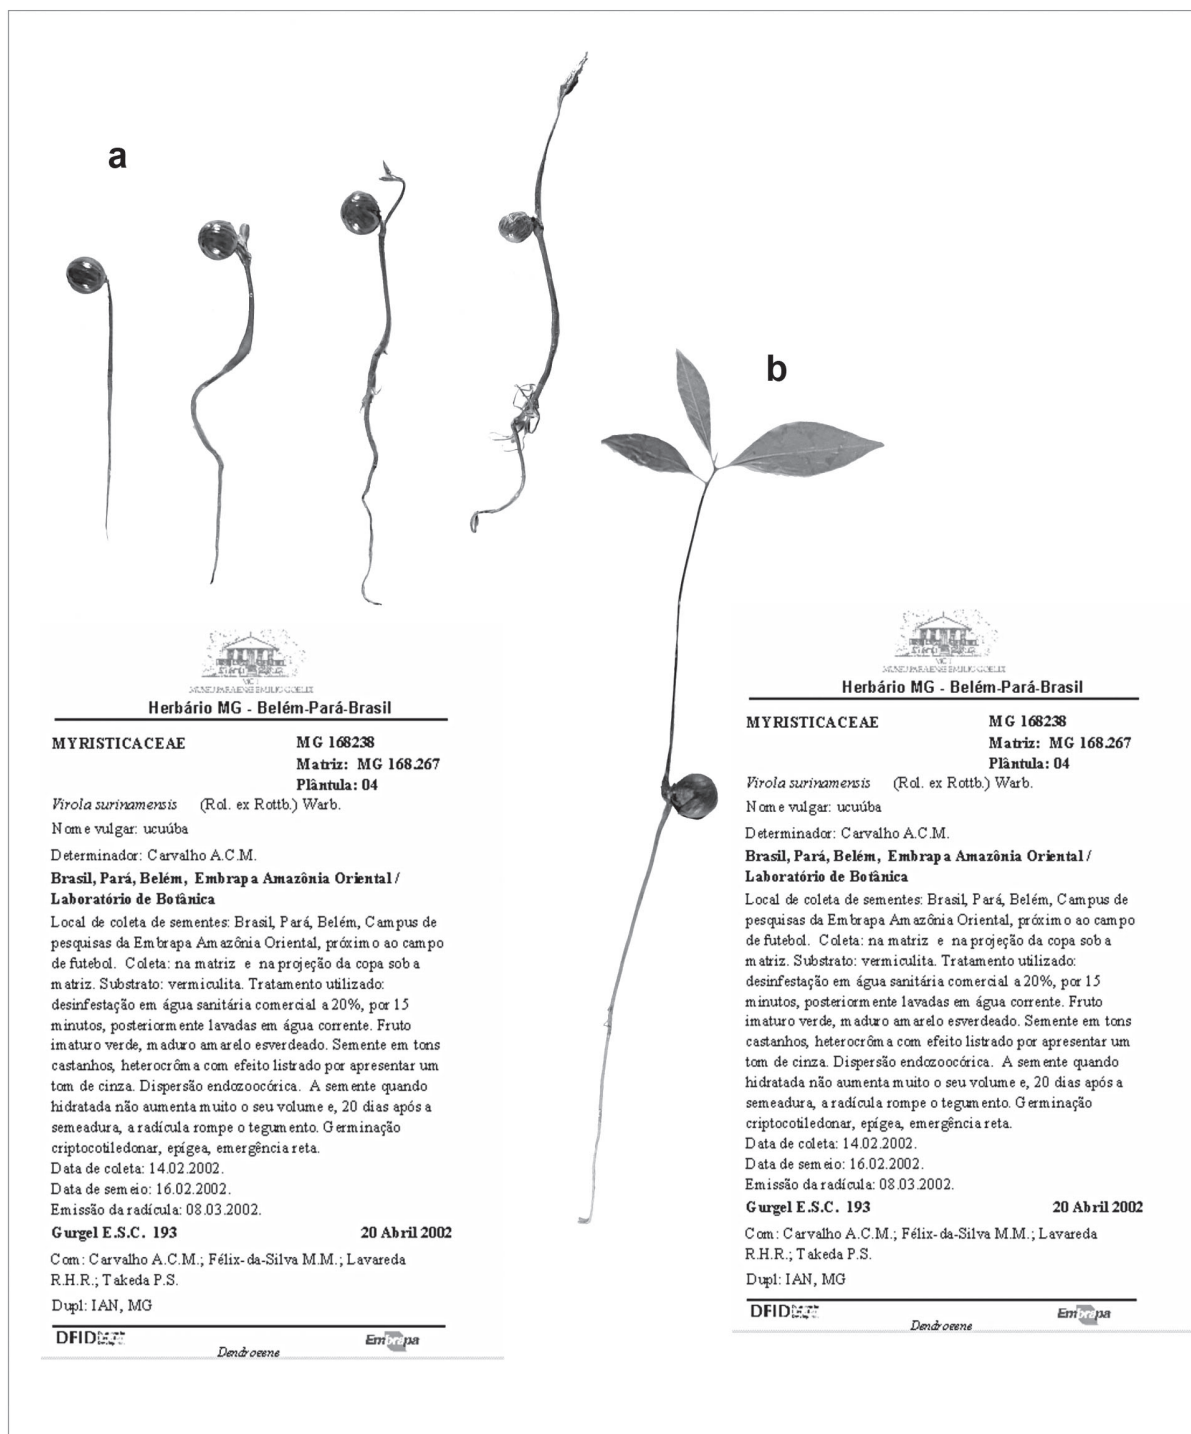 a
b
MUSEU PARAENSE EMILIO GOELDI
Herbário MG - Belém-Pará-Brasil
MYRISTICACEAE
MG 168238
Matriz: MG 168.267
Plântula: 04
Virola surinamensis (Rol. ex Rottb.) Warb.
Nome vulgar: ucuúba
Determinador: Carvalho A.C.M.
Brasil, Pará, Belém, Embrapa Amazônia Oriental /
Laboratório de Botânica
Local de coleta de sementes: Brasil, Pará, Belém, Campus de
pesquisas da Embrapa Amazônia Oriental, próximo ao campo
de futebol. Coleta: na matriz e na projeção da copa sob a
matriz. Substrato: vermiculita. Tratamento utilizado:
desinfestação em água sanitária comercial a 20%, por 15
minutos, posteriormente lavadas em água corrente. Fruto
imaturo verde, maduro amarelo esverdeado. Semente em tons
castanhos, heterocrôma com efeito listrado por apresentar um
tom de cinza. Dispersão endozoocórica. A semente quando
hidratada não aumenta muito o seu volume e, 20 dias após a
semeadura, a radícula rompe o tegumento. Germinação
criptocotiledonar, epígea, emergência reta.
Data de coleta: 14.02.2002.
Data de semeio: 16.02.2002.
Emissão da radícula: 08.03.2002.
Gurgel E.S.C. 193 20 Abril 2002
Com: Carvalho A.C.M.; Félix-da-Silva M.M.; Lavareda
R.H.R.; Takeda P.S.
Dupl: IAN, MG
DFID
Embrapa
Dendrogene
MUSEU PARAENSE EMILIO GOELDI
Herbário MG - Belém-Pará-Brasil
MYRISTICACEAE
MG 168238
Matriz: MG 168.267
Plântula: 04
Virola surinamensis (Rol. ex Rottb.) Warb.
Nome vulgar: ucuúba
Determinador: Carvalho A.C.M.
Brasil, Pará, Belém, Embrapa Amazônia Oriental /
Laboratório de Botânica
Local de coleta de sementes: Brasil, Pará, Belém, Campus de
pesquisas da Embrapa Amazônia Oriental, próximo ao campo
de futebol. Coleta: na matriz e na projeção da copa sob a
matriz. Substrato: vermiculita. Tratamento utilizado:
desinfestação em água sanitária comercial a 20%, por 15
minutos, posteriormente lavadas em água corrente. Fruto
imaturo verde, maduro amarelo esverdeado. Semente em tons
castanhos, heterocrôma com efeito listrado por apresentar um
tom de cinza. Dispersão endozoocórica. A semente quando
hidratada não aumenta muito o seu volume e, 20 dias após a
semeadura, a radícula rompe o tegumento. Germinação
criptocotiledonar, epígea, emergência reta.
Data de coleta: 14.02.2002.
Data de semeio: 16.02.2002.
Emissão da radícula: 08.03.2002.
Gurgel E.S.C. 193 20 Abril 2002
Com: Carvalho A.C.M.; Félix-da-Silva M.M.; Lavareda
R.H.R.; Takeda P.S.
Dupl: IAN, MG
DFID
Embrapa
Dendrogene